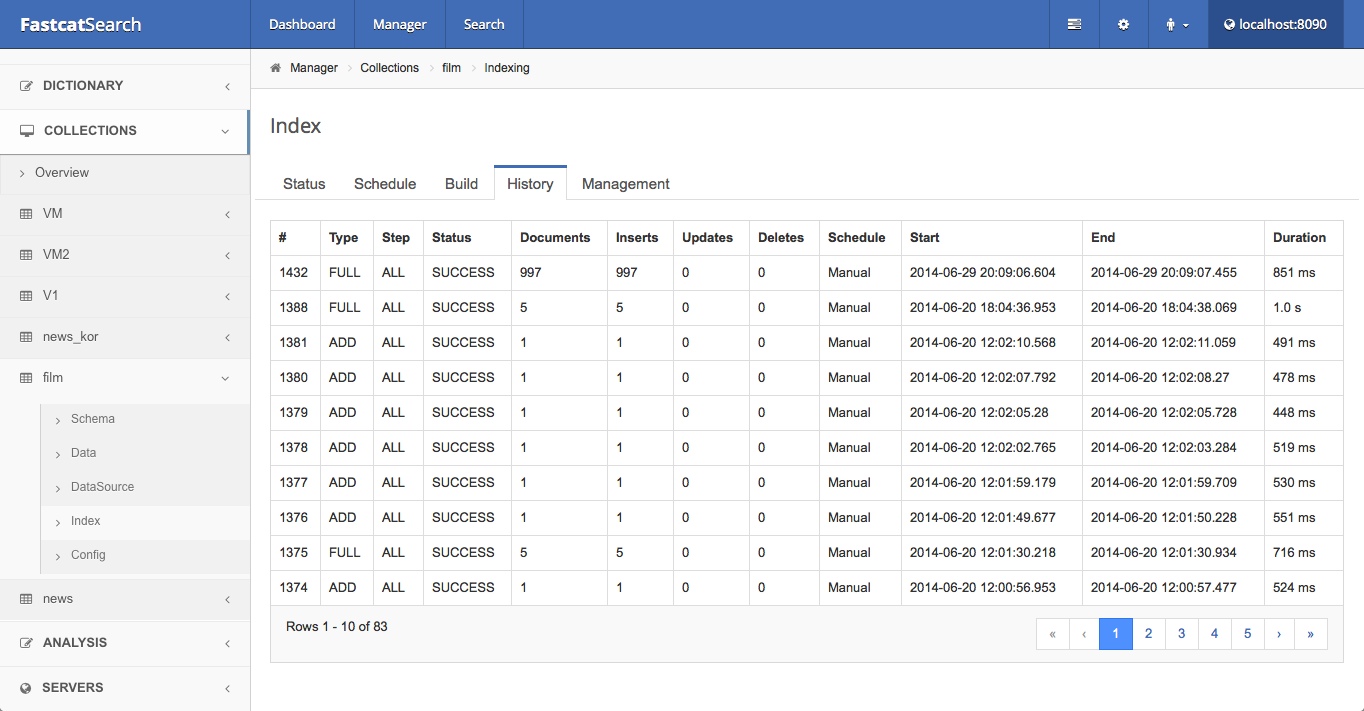 FastcatSearch Dashboard Manager Search localhost:8090
Manager › Collections › film › Indexing
DICTIONARY
COLLECTIONS
Overview
VM
VM2
V1
news_kor
film
Schema
Data
DataSource
Index
Config
news
ANALYSIS
SERVERS
Index
Status Schedule Build History Management
# Type Step Status Documents Inserts Updates Deletes Schedule Start End Duration
1432 FULL ALL SUCCESS 997 997 0 0 Manual 2014-06-29 20:09:06.604 2014-06-29 20:09:07.455 851 ms
1388 FULL ALL SUCCESS 5 5 0 0 Manual 2014-06-20 18:04:36.953 2014-06-20 18:04:38.069 1.0 s
1381 ADD ALL SUCCESS 1 1 0 0 Manual 2014-06-20 12:02:10.568 2014-06-20 12:02:11.059 491 ms
1380 ADD ALL SUCCESS 1 1 0 0 Manual 2014-06-20 12:02:07.792 2014-06-20 12:02:08.27 478 ms
1379 ADD ALL SUCCESS 1 1 0 0 Manual 2014-06-20 12:02:05.28 2014-06-20 12:02:05.728 448 ms
1378 ADD ALL SUCCESS 1 1 0 0 Manual 2014-06-20 12:02:02.765 2014-06-20 12:02:03.284 519 ms
1377 ADD ALL SUCCESS 1 1 0 0 Manual 2014-06-20 12:01:59.179 2014-06-20 12:01:59.709 530 ms
1376 ADD ALL SUCCESS 1 1 0 0 Manual 2014-06-20 12:01:49.677 2014-06-20 12:01:50.228 551 ms
1375 FULL ALL SUCCESS 5 5 0 0 Manual 2014-06-20 12:01:30.218 2014-06-20 12:01:30.934 716 ms
1374 ADD ALL SUCCESS 1 1 0 0 Manual 2014-06-20 12:00:56.953 2014-06-20 12:00:57.477 524 ms
Rows 1 - 10 of 83 « ‹ 1 2 3 4 5 › »